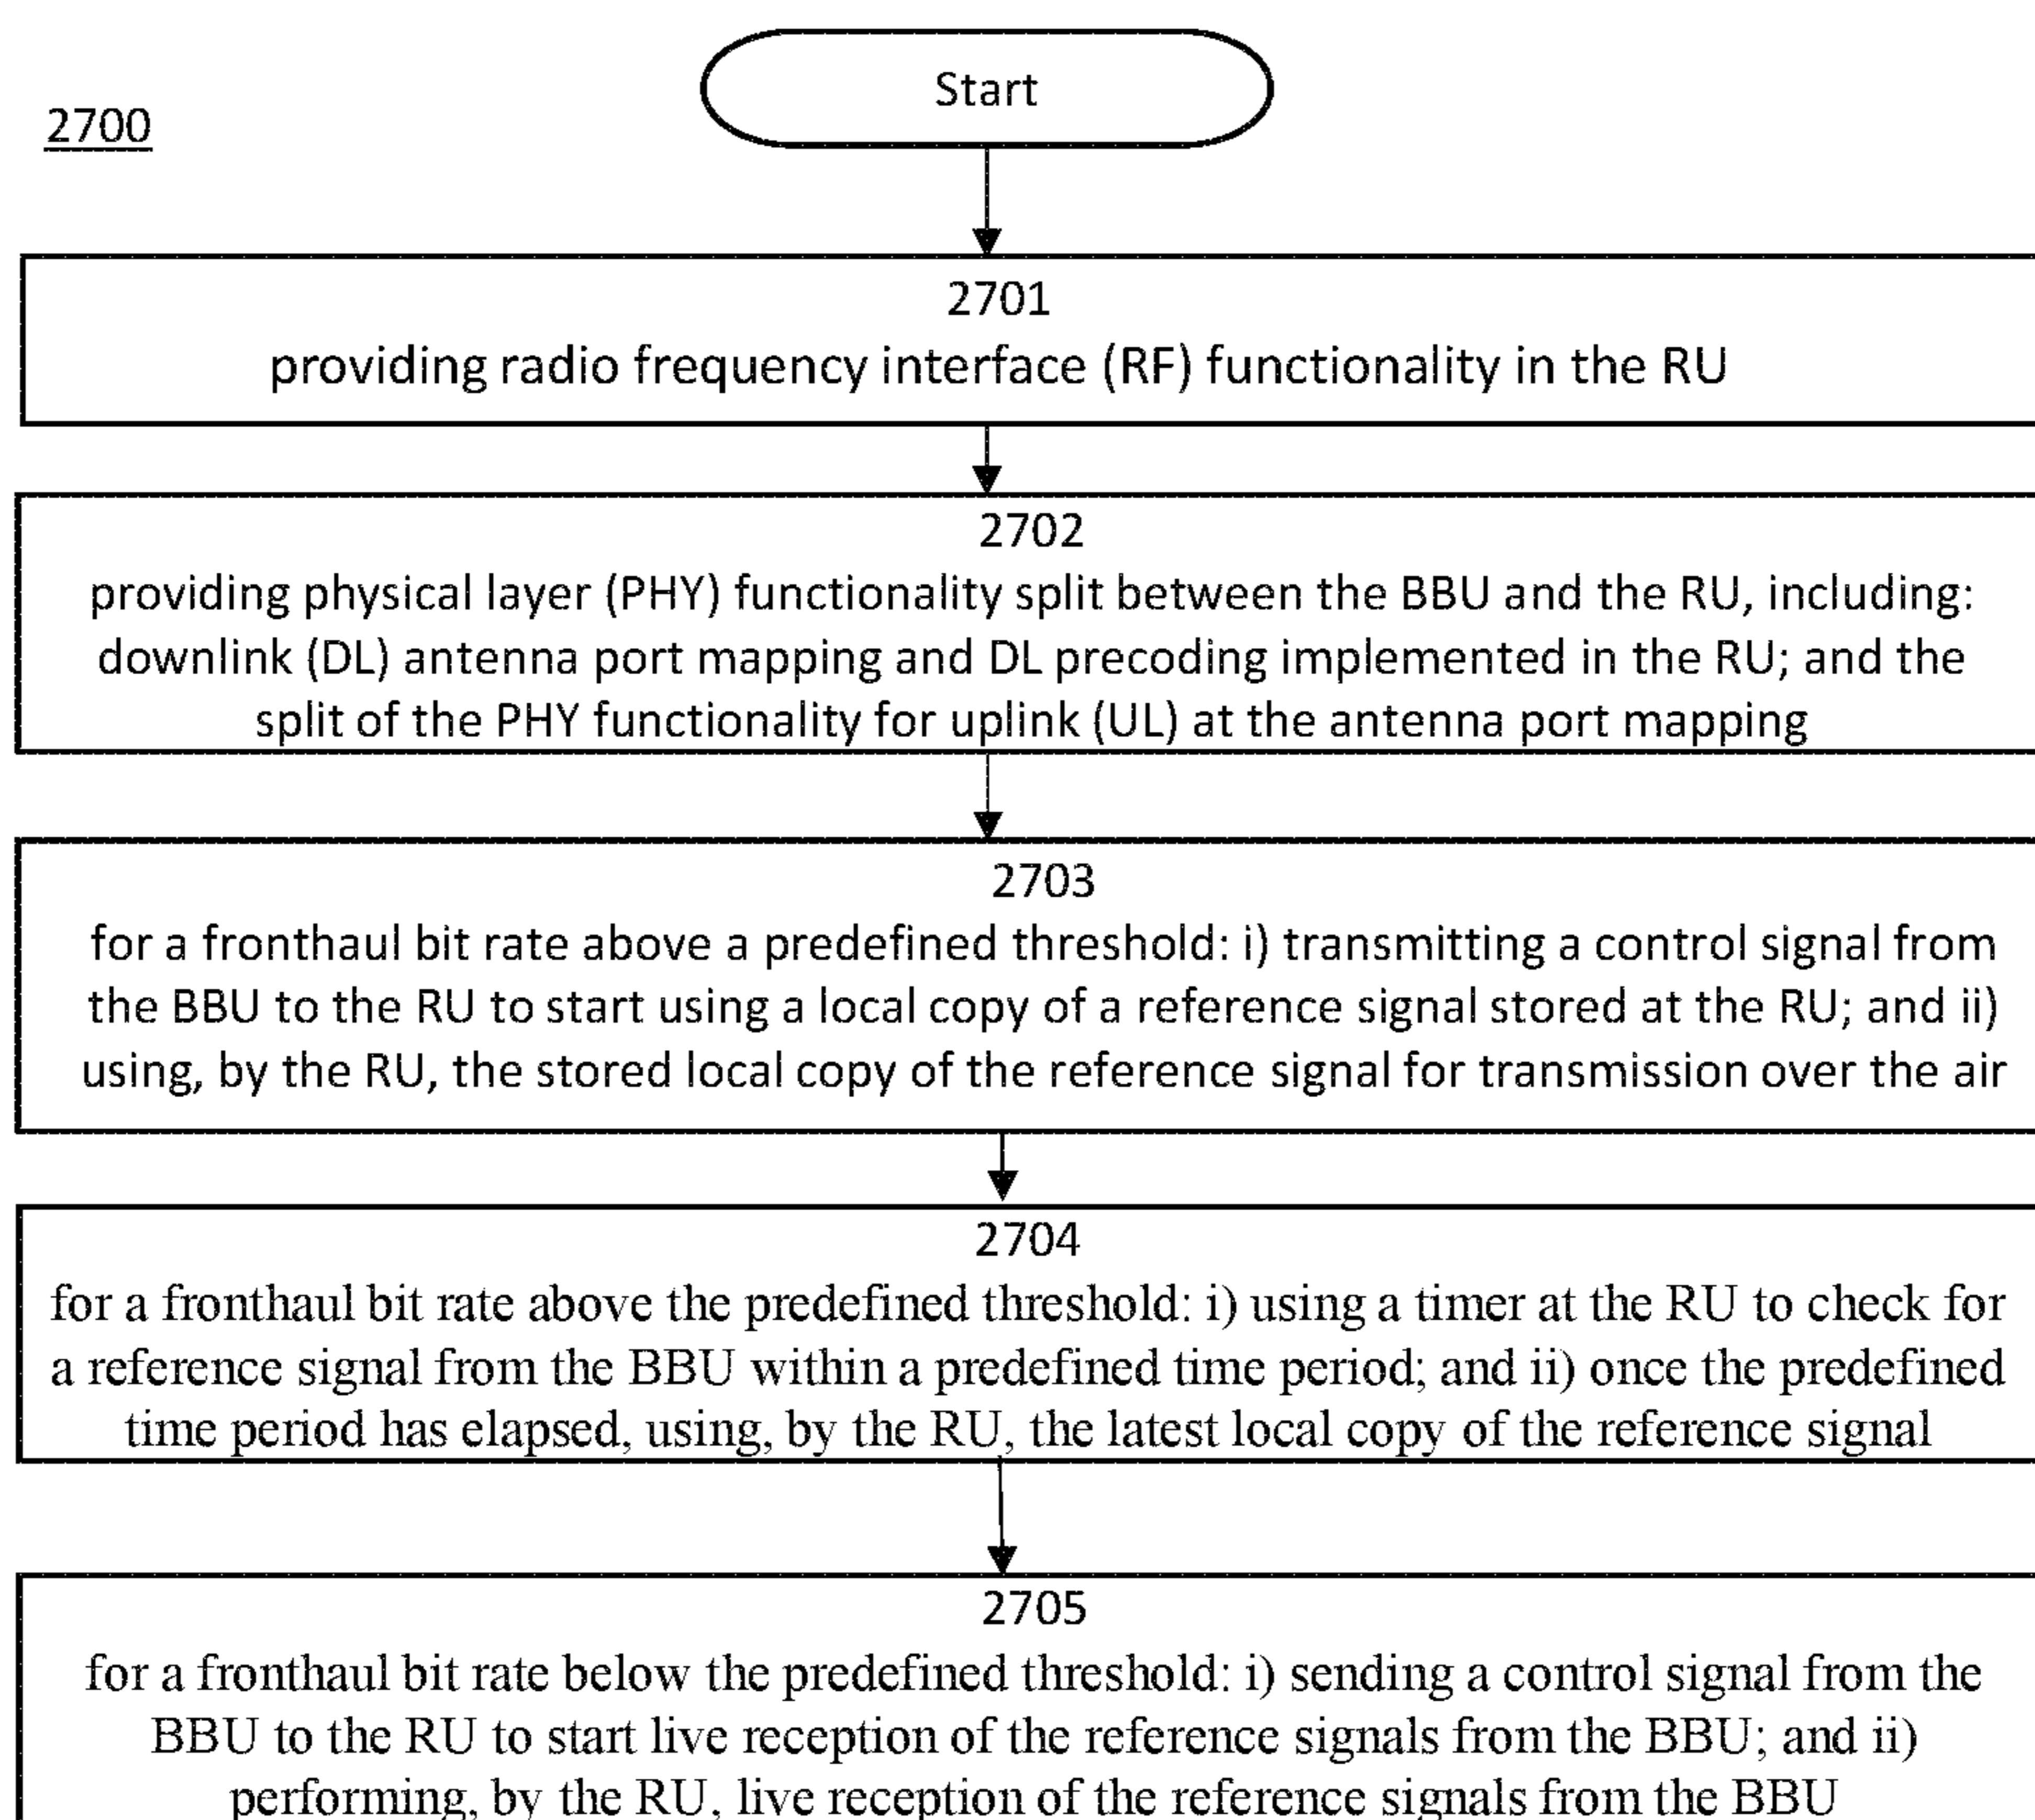 Start
2700
2701
providing radio frequency interface (RF) functionality in the RU
2702
providing physical layer (PHY) functionality split between the BBU and the RU, including:
downlink (DL) antenna port mapping and DL precoding implemented in the RU; and the
split of the PHY functionality for uplink (UL) at the antenna port mapping
2703
for a fronthaul bit rate above a predefined threshold: i) transmitting a control signal from
the BBU to the RU to start using a local copy of a reference signal stored at the RU; and ii)
using, by the RU, the stored local copy of the reference signal for transmission over the air
2704
for a fronthaul bit rate above the predefined threshold: i) using a timer at the RU to check for
a reference signal from the BBU within a predefined time period; and ii) once the predefined
time period has elapsed, using, by the RU, the latest local copy of the reference signal
2705
for a fronthaul bit rate below the predefined threshold: i) sending a control signal from the
BBU to the RU to start live reception of the reference signals from the BBU; and ii)
performing, by the RU, live reception of the reference signals from the BBU